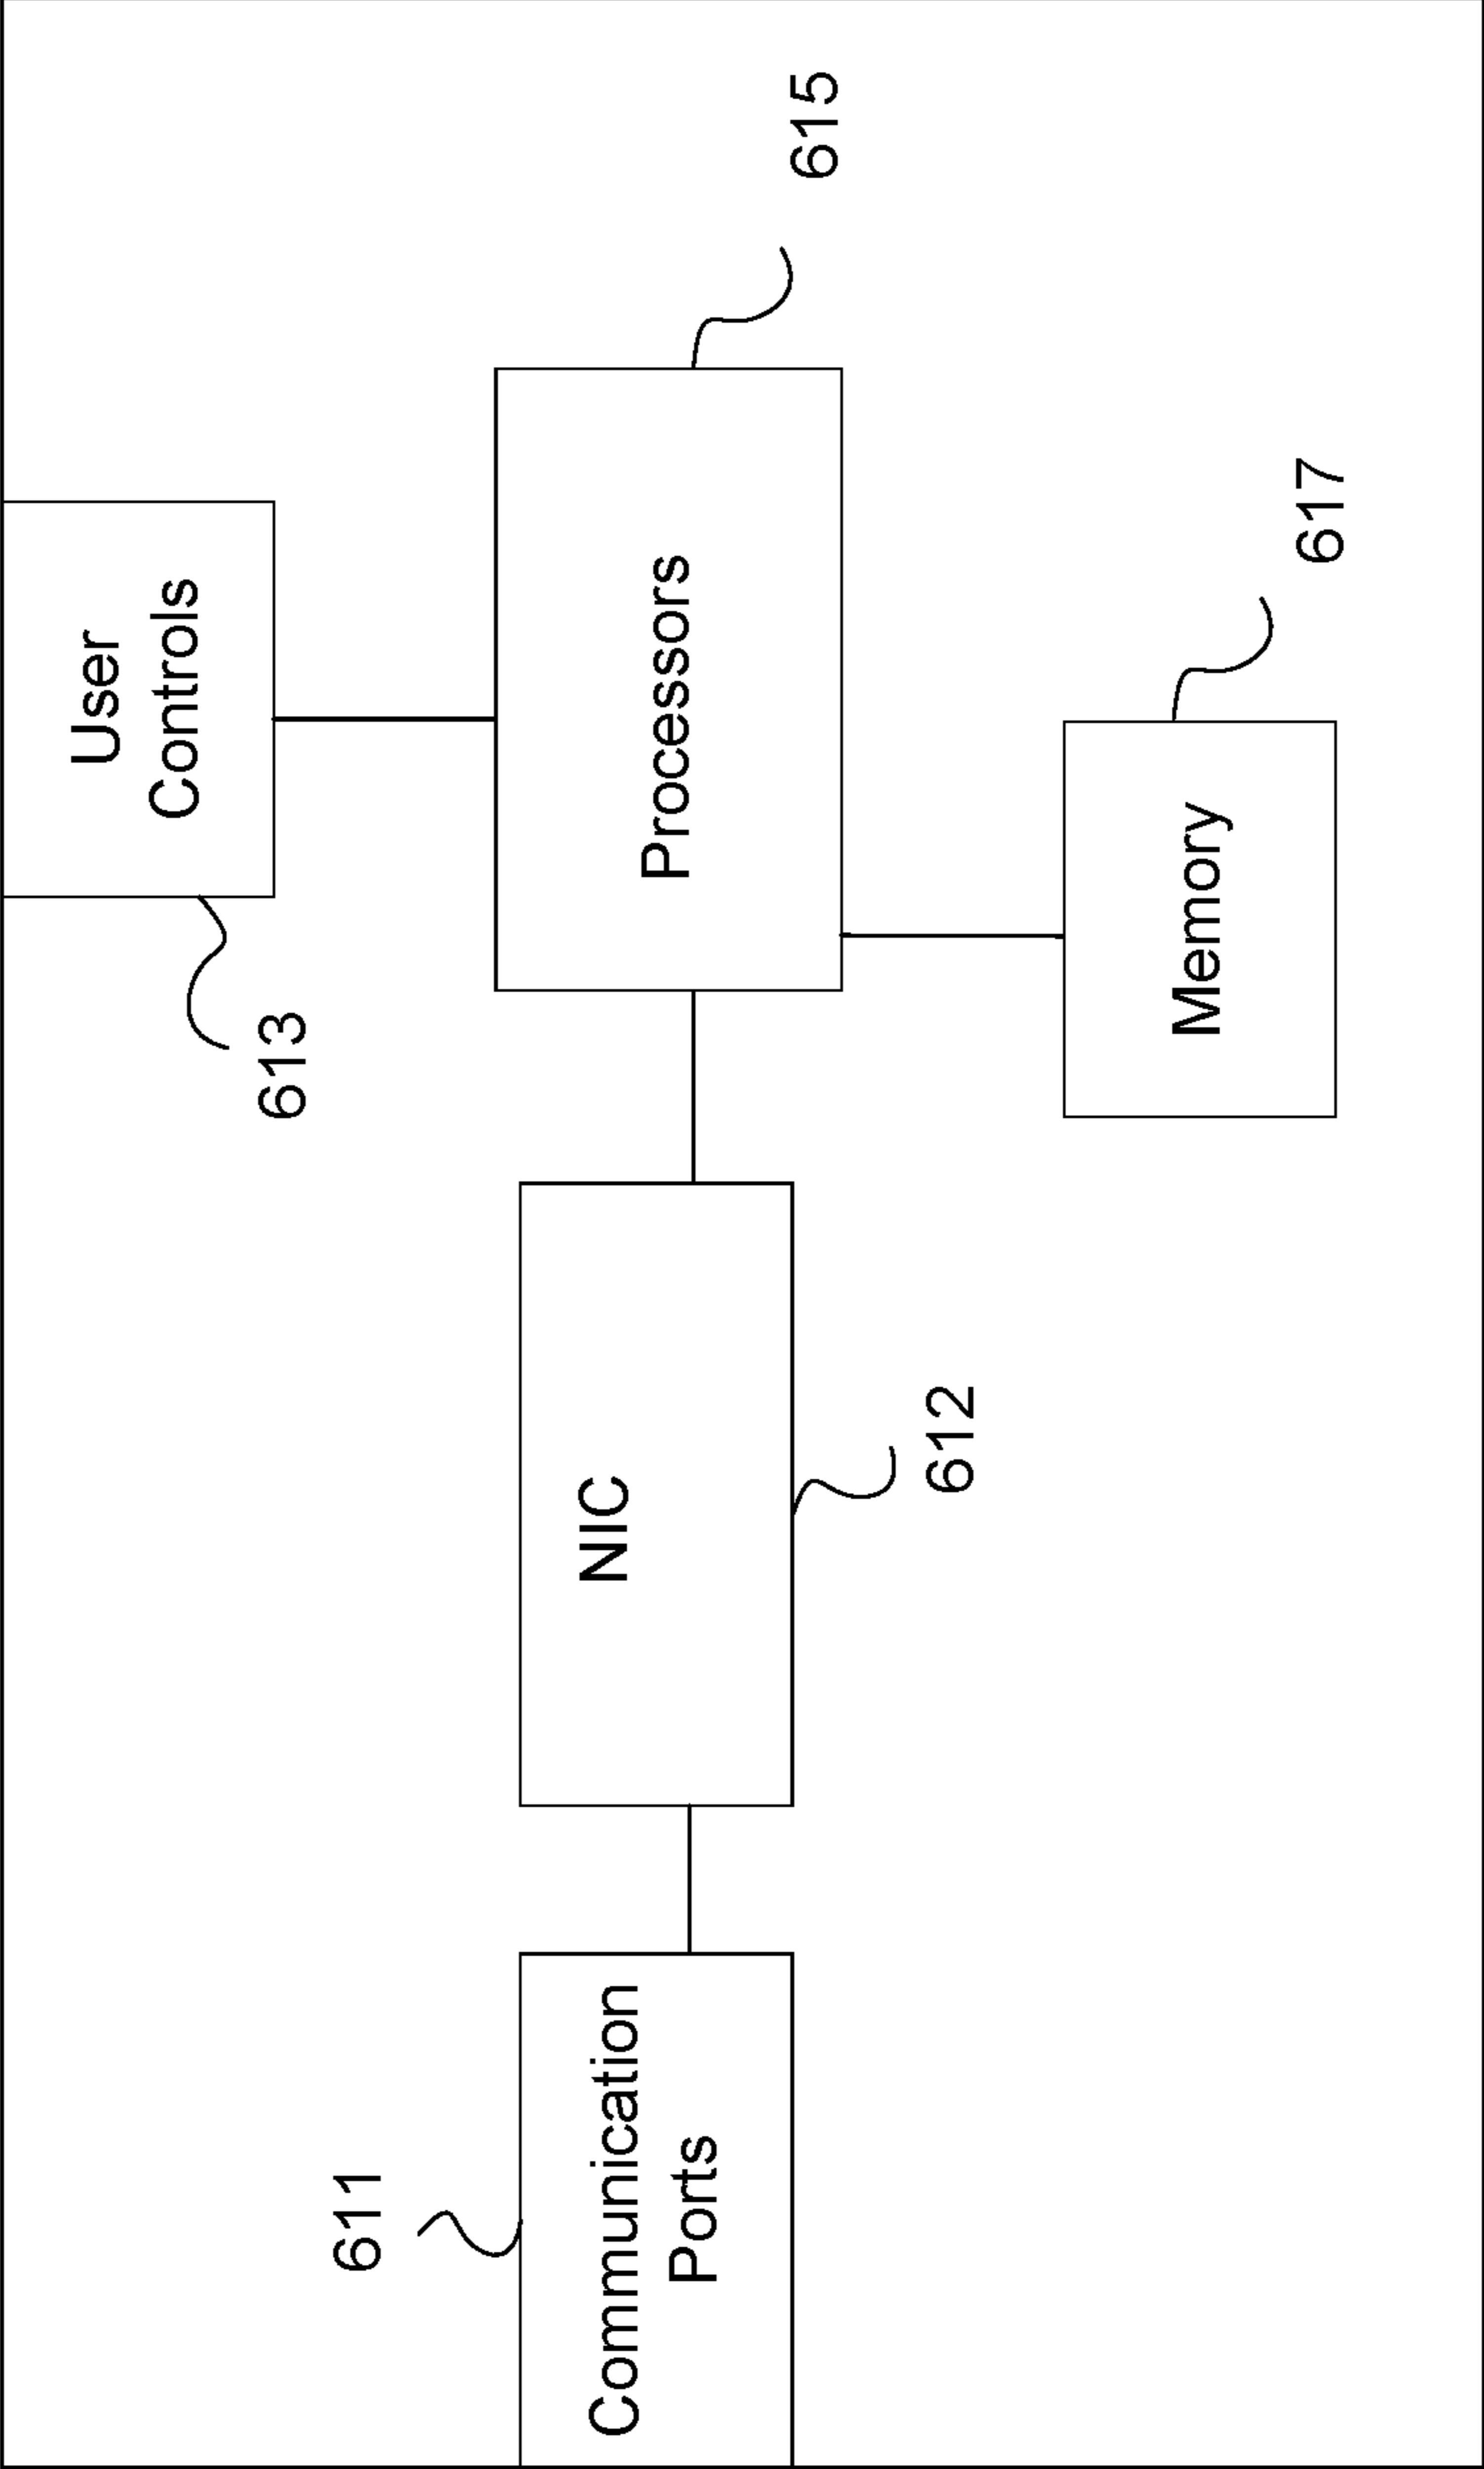 User
Controls
613
615
Processors
611
Communication
Ports
NIC
612
Memory
617